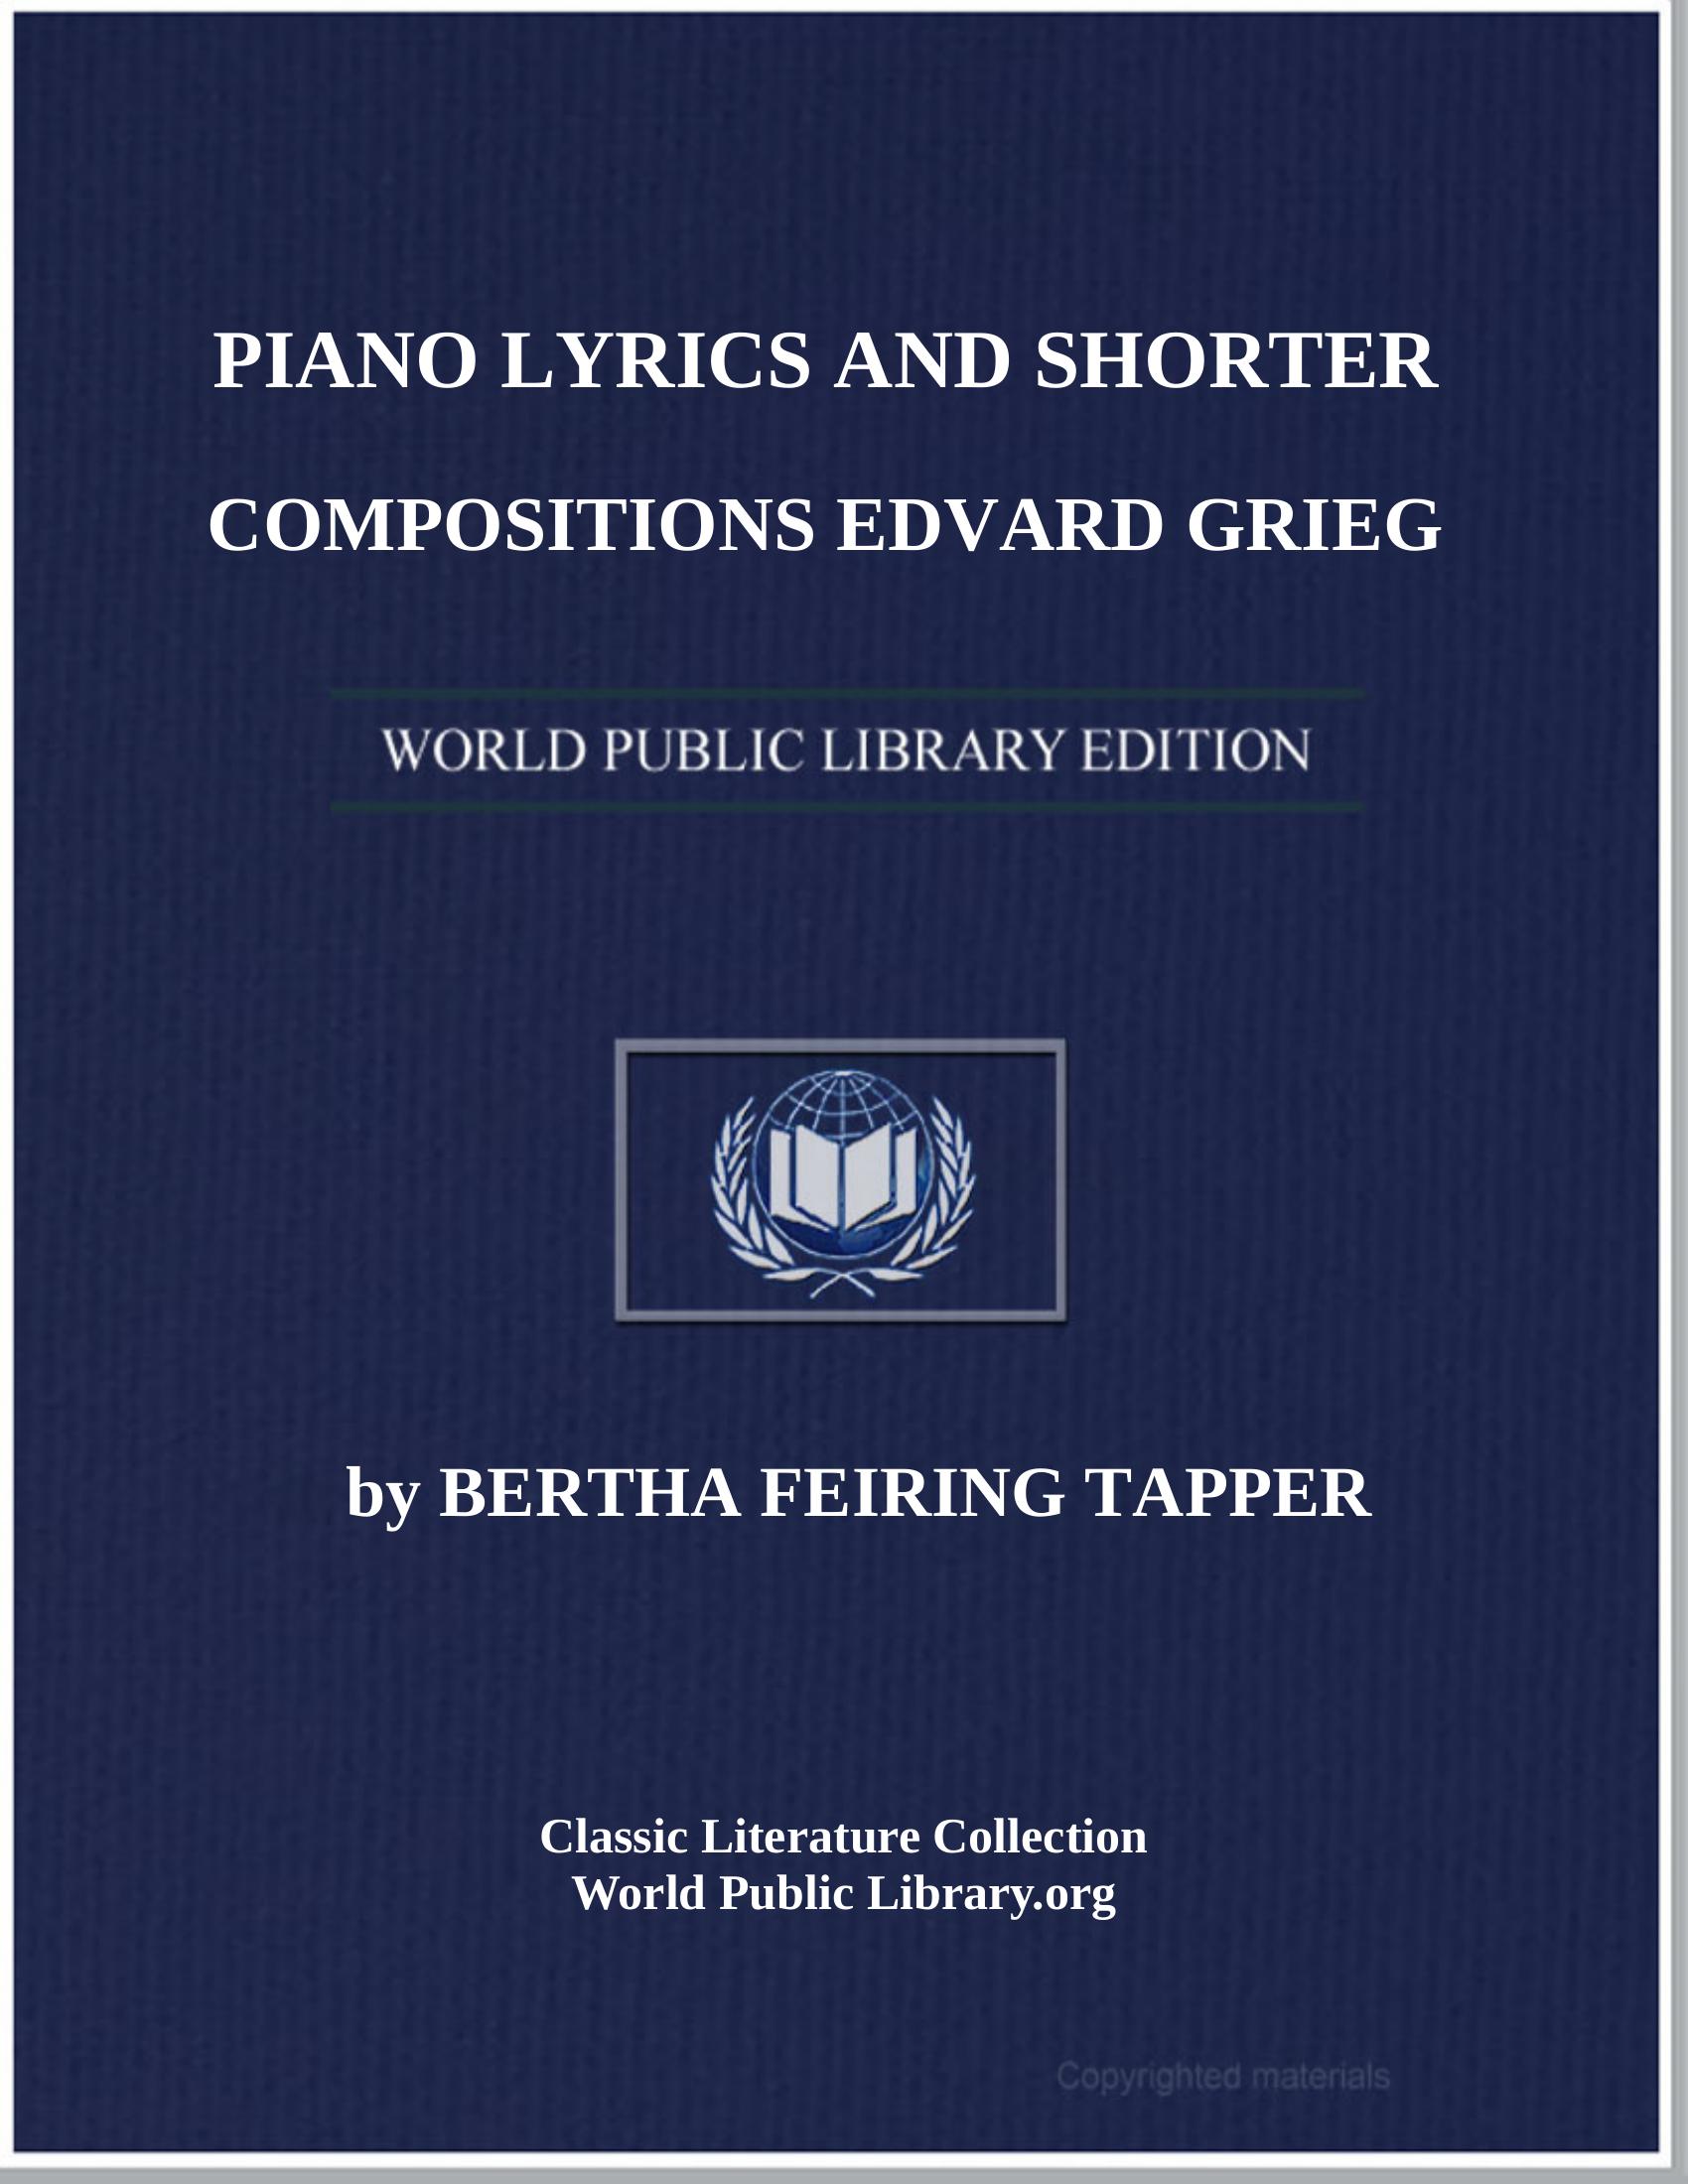 PIANO LYRICS AND SHORTER
COMPOSITIONS EDVARD GRIEG
WORLD PUBLIC LIBRARY EDITION
by BERTHA FEIRING TAPPER
Classic Literature Collection
World Public Library.org
Copyrighted materials